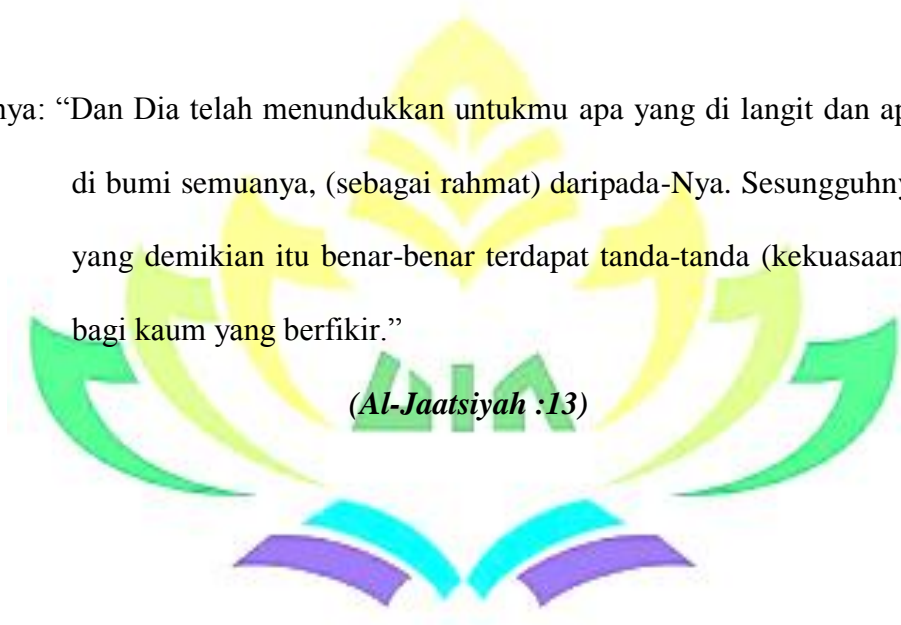 nya: “Dan Dia telah menundukkan untukmu apa yang di langit dan ap
di bumi semuanya, (sebagai rahmat) daripada-Nya. Sesungguhny
yang demikian itu benar-benar terdapat tanda-tanda (kekuasaan
bagi kaum yang berfikir.”
(Al-Jaatsiyah :13)